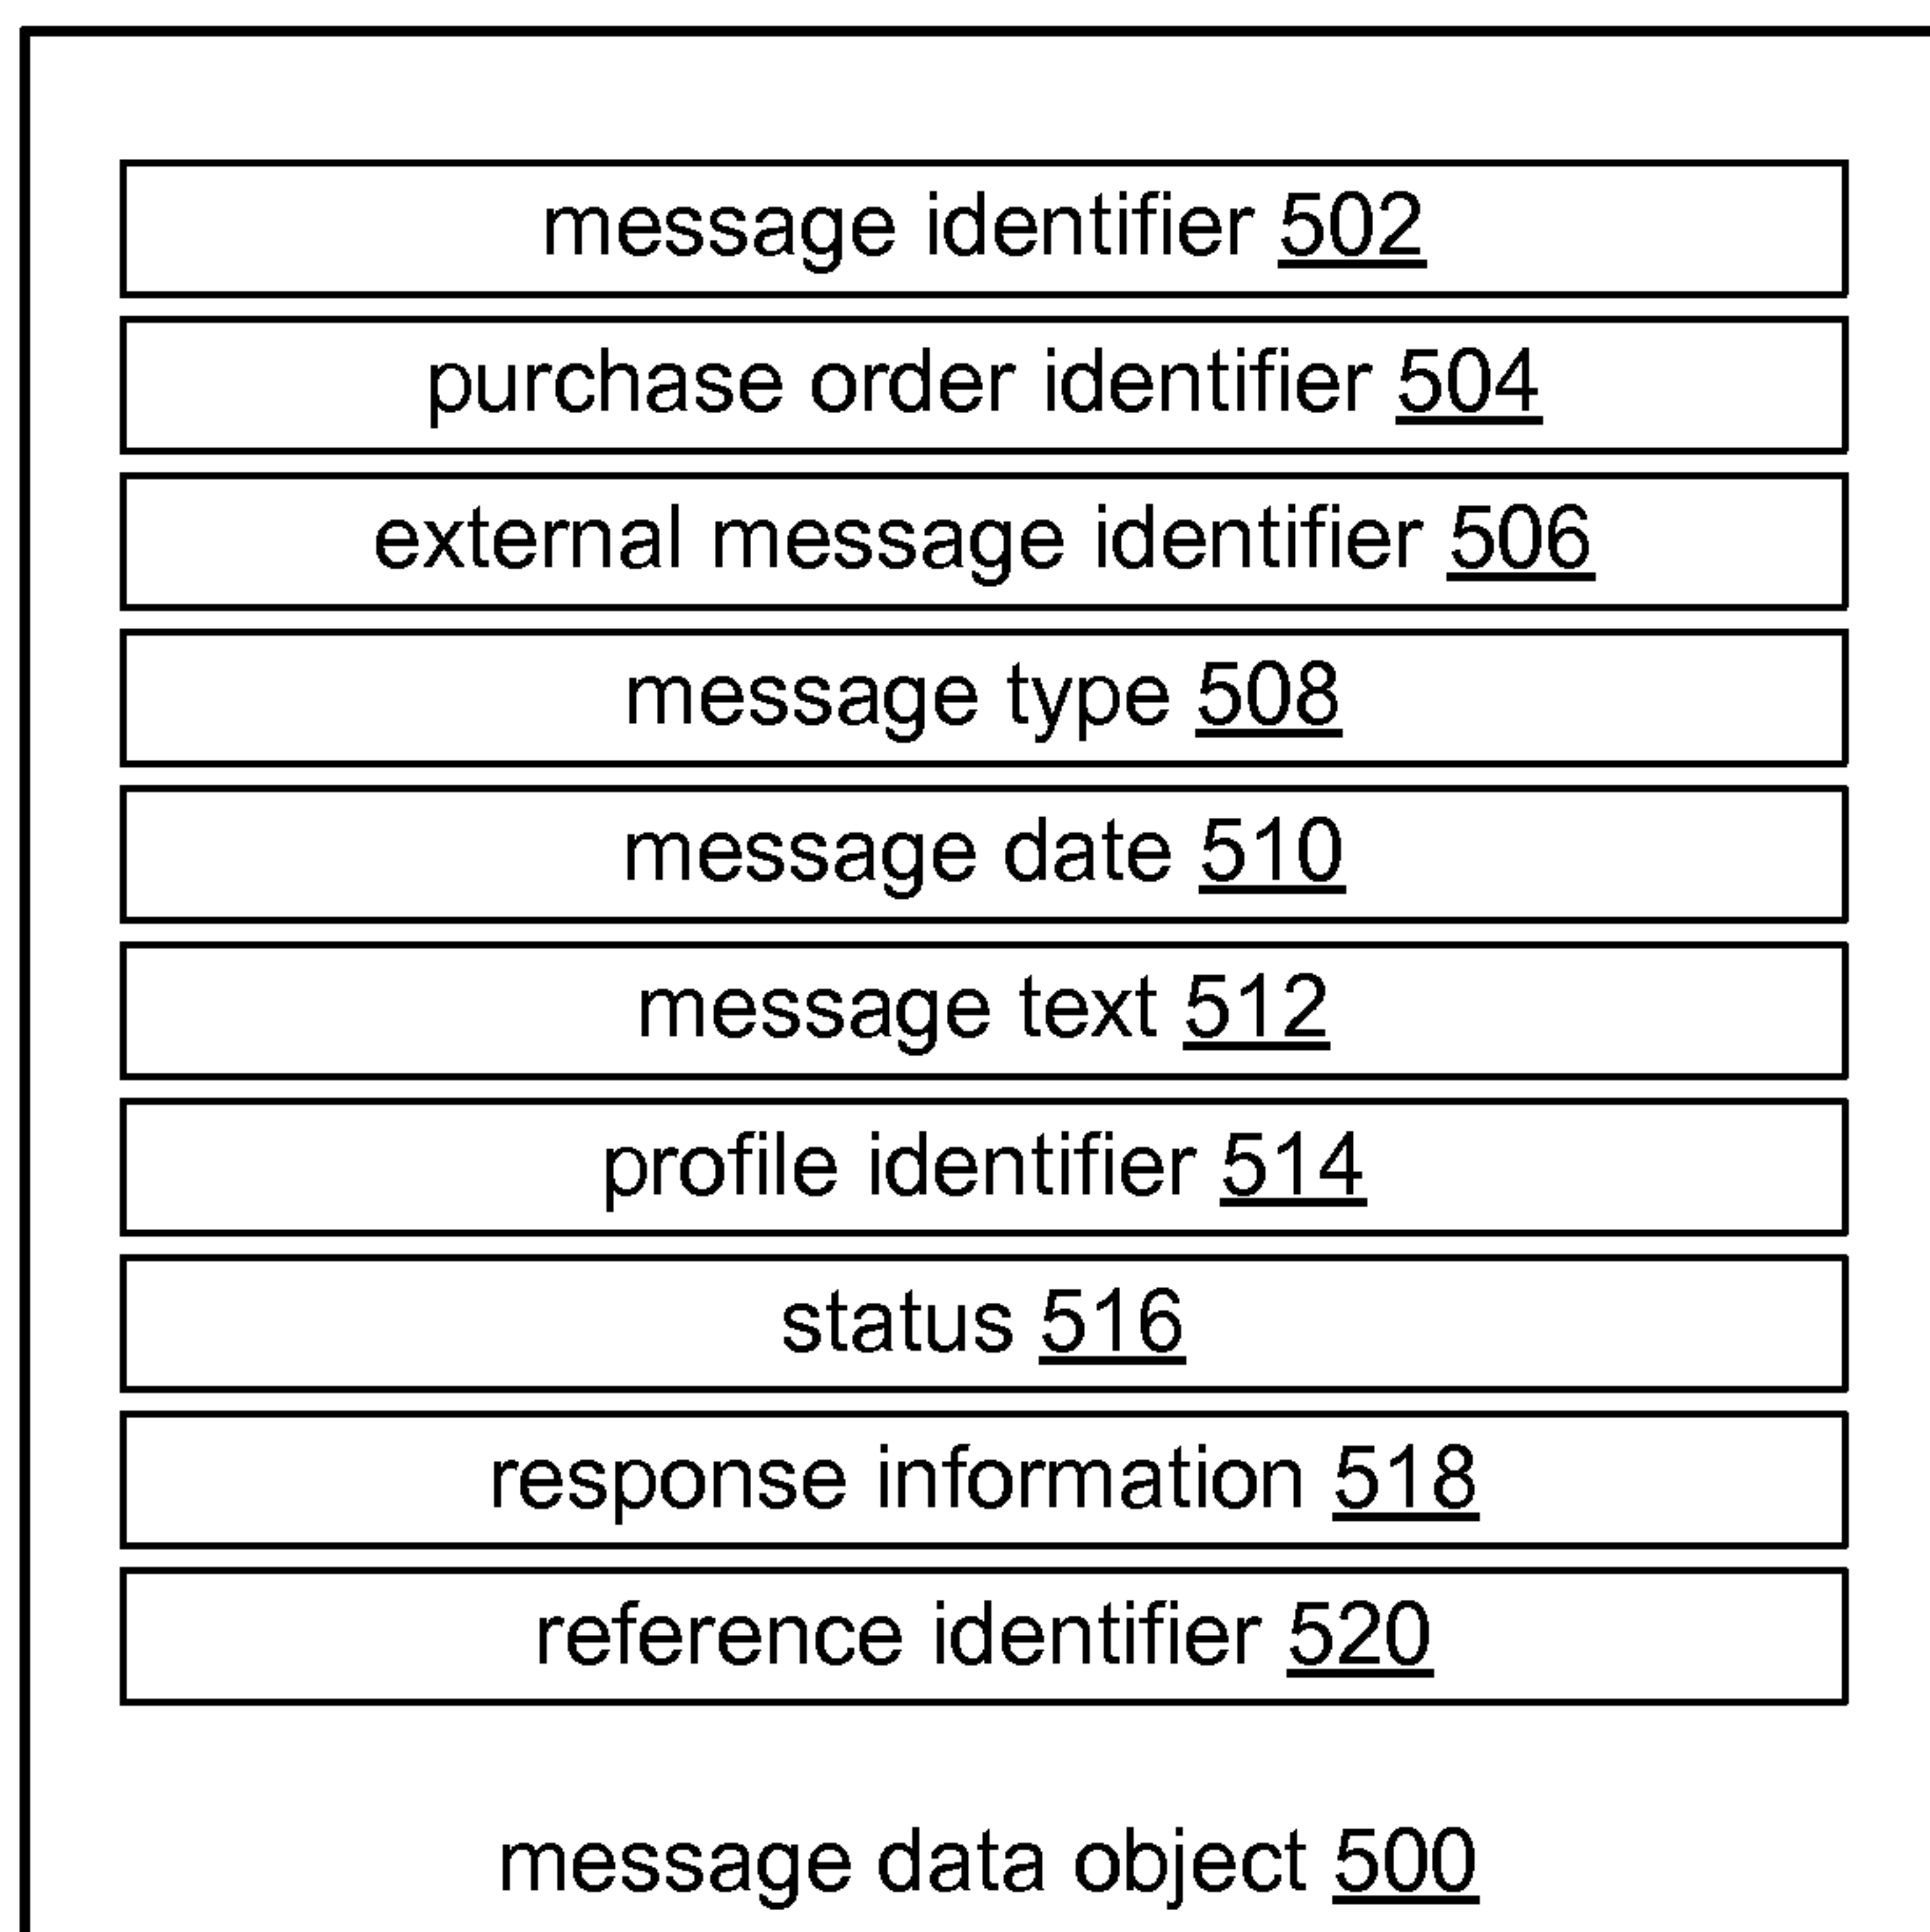 message identifier 502
purchase order identifier 504
external message identifier 506
message type 508
message date 510
message text 512
profile identifier 514
status 516
response information 518
reference identifier 520
message data object 500